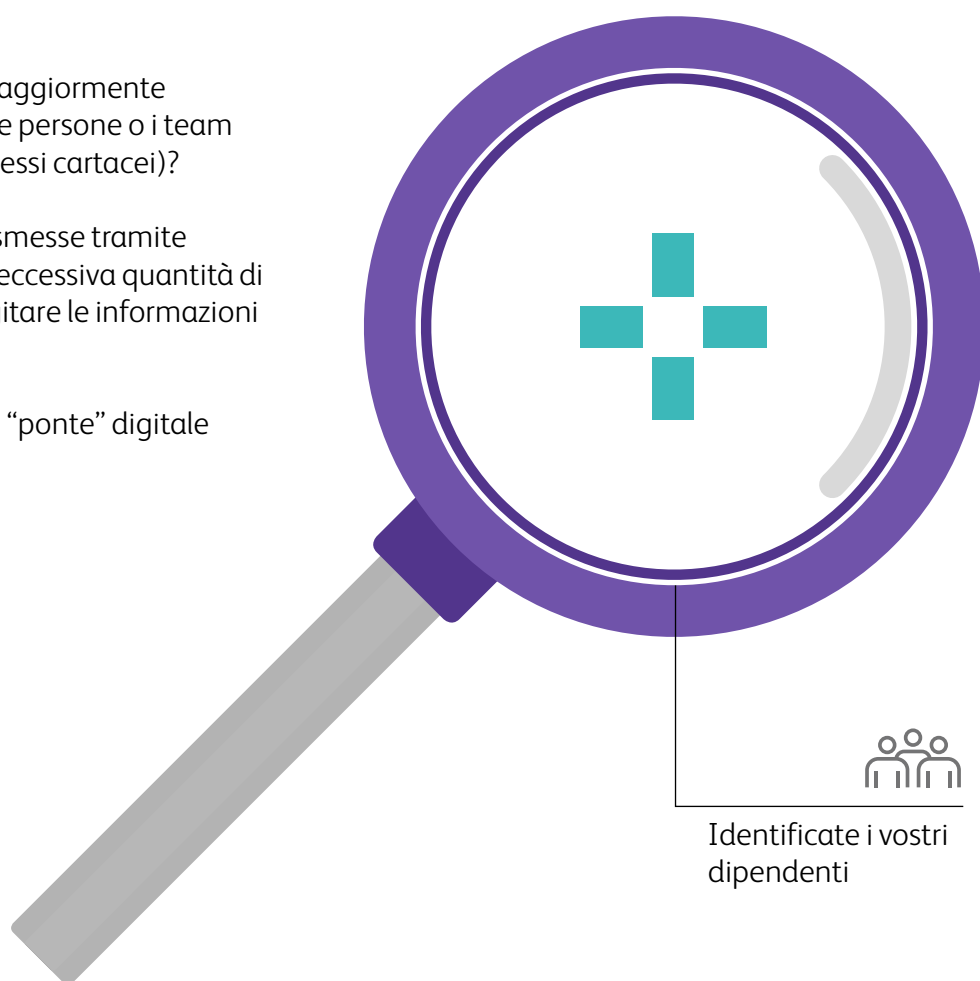 aggiormente
e persone o i team
essi cartacei)?
smesse tramite
eccessiva quantità di
itare le informazioni
“ponte” digitale
Identificate i vostri
dipendenti